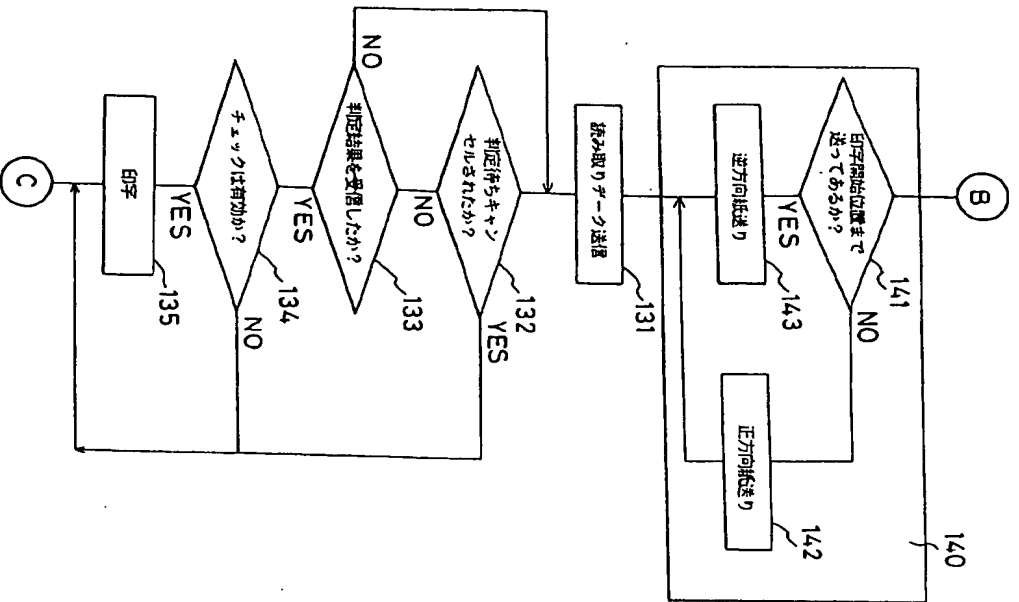 B
印字開始位置まで
送ってあるか?
141
YES
NO
逆方向紙送り
143
正方向紙送り
142
140
読み取りデータ送信
131
判定待ちキャン
セルされたか?
132
YES
NO
判定結果を受信したか?
133
NO
YES
チェックは有効か?
134
NO
YES
印字
135
C